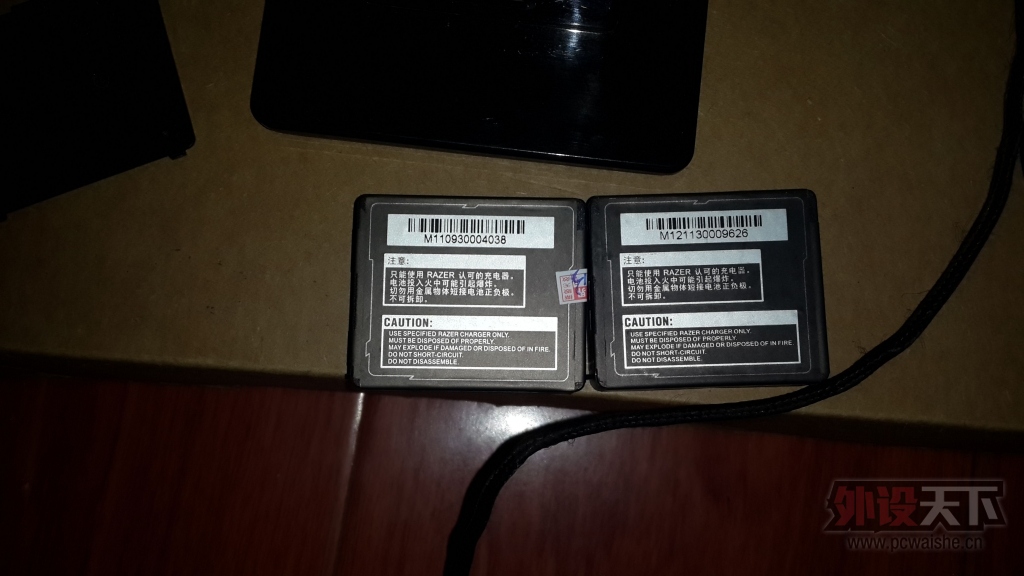 M110930004038
注意:
只能使用 RAZER 认可的充电器。
电池投入火中可能引起爆炸。
切勿用金属物体短接电池正负极。
不可拆卸.
CAUTION:
USE SPECIFIED RAZER CHARGER ONLY.
MUST BE DISPOSED OF PROPERLY.
MAY EXPLODE IF DAMAGED OR DISPOSED OF IN FIRE.
DO NOT SHORT-CIRCUIT.
DO NOT DISASSEMBLE.
M121130009626
注意:
只能使用 RAZER 认可的充电器。
电池投入火中可能引起爆炸。
切勿用金属物体短接电池正负极。
不可拆卸.
CAUTION:
USE SPECIFIED RAZER CHARGER ONLY.
MUST BE DISPOSED OF PROPERLY.
MAY EXPLODE IF DAMAGED OR DISPOSED OF IN FIRE.
DO NOT SHORT-CIRCUIT.
DO NOT DISASSEMBLE.
外设天下
www.pcwaishe.cn